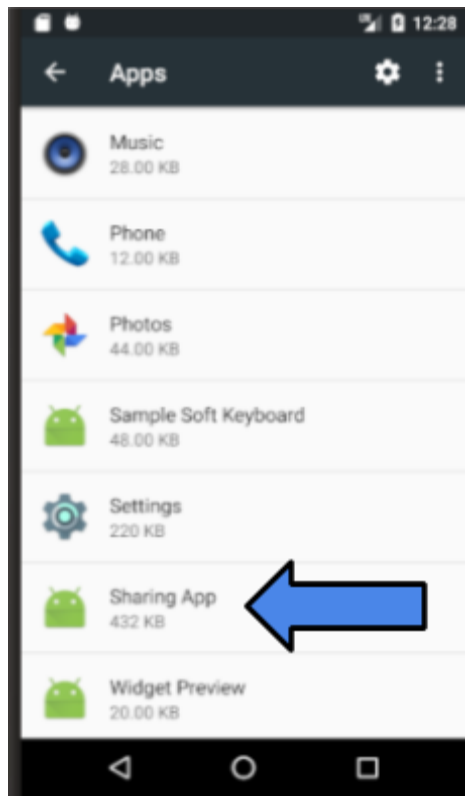 12:28
Apps
Music
28.00 KB
Phone
12.00 KB
Photos
44.00 KB
Sample Soft Keyboard
48.00 KB
Settings
220 KB
Sharing App
432 KB
Widget Preview
20.00 KB